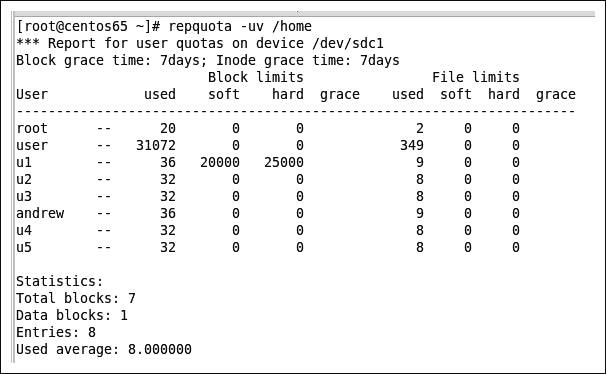 [root@centos65 ~]# repquota -uv /home
*** Report for user quotas on device /dev/sdc1
Block grace time: 7days; Inode grace time: 7days
                        Block limits                File limits
User            used    soft    hard  grace    used  soft  hard  grace
----------------------------------------------------------------------
root      --      20       0       0              2     0     0
user      --   31072       0       0            349     0     0
u1        --      36   20000   25000              9     0     0
u2        --      32       0       0              8     0     0
u3        --      32       0       0              8     0     0
andrew    --      36       0       0              9     0     0
u4        --      32       0       0              8     0     0
u5        --      32       0       0              8     0     0
Statistics:
Total blocks: 7
Data blocks: 1
Entries: 8
Used average: 8.000000